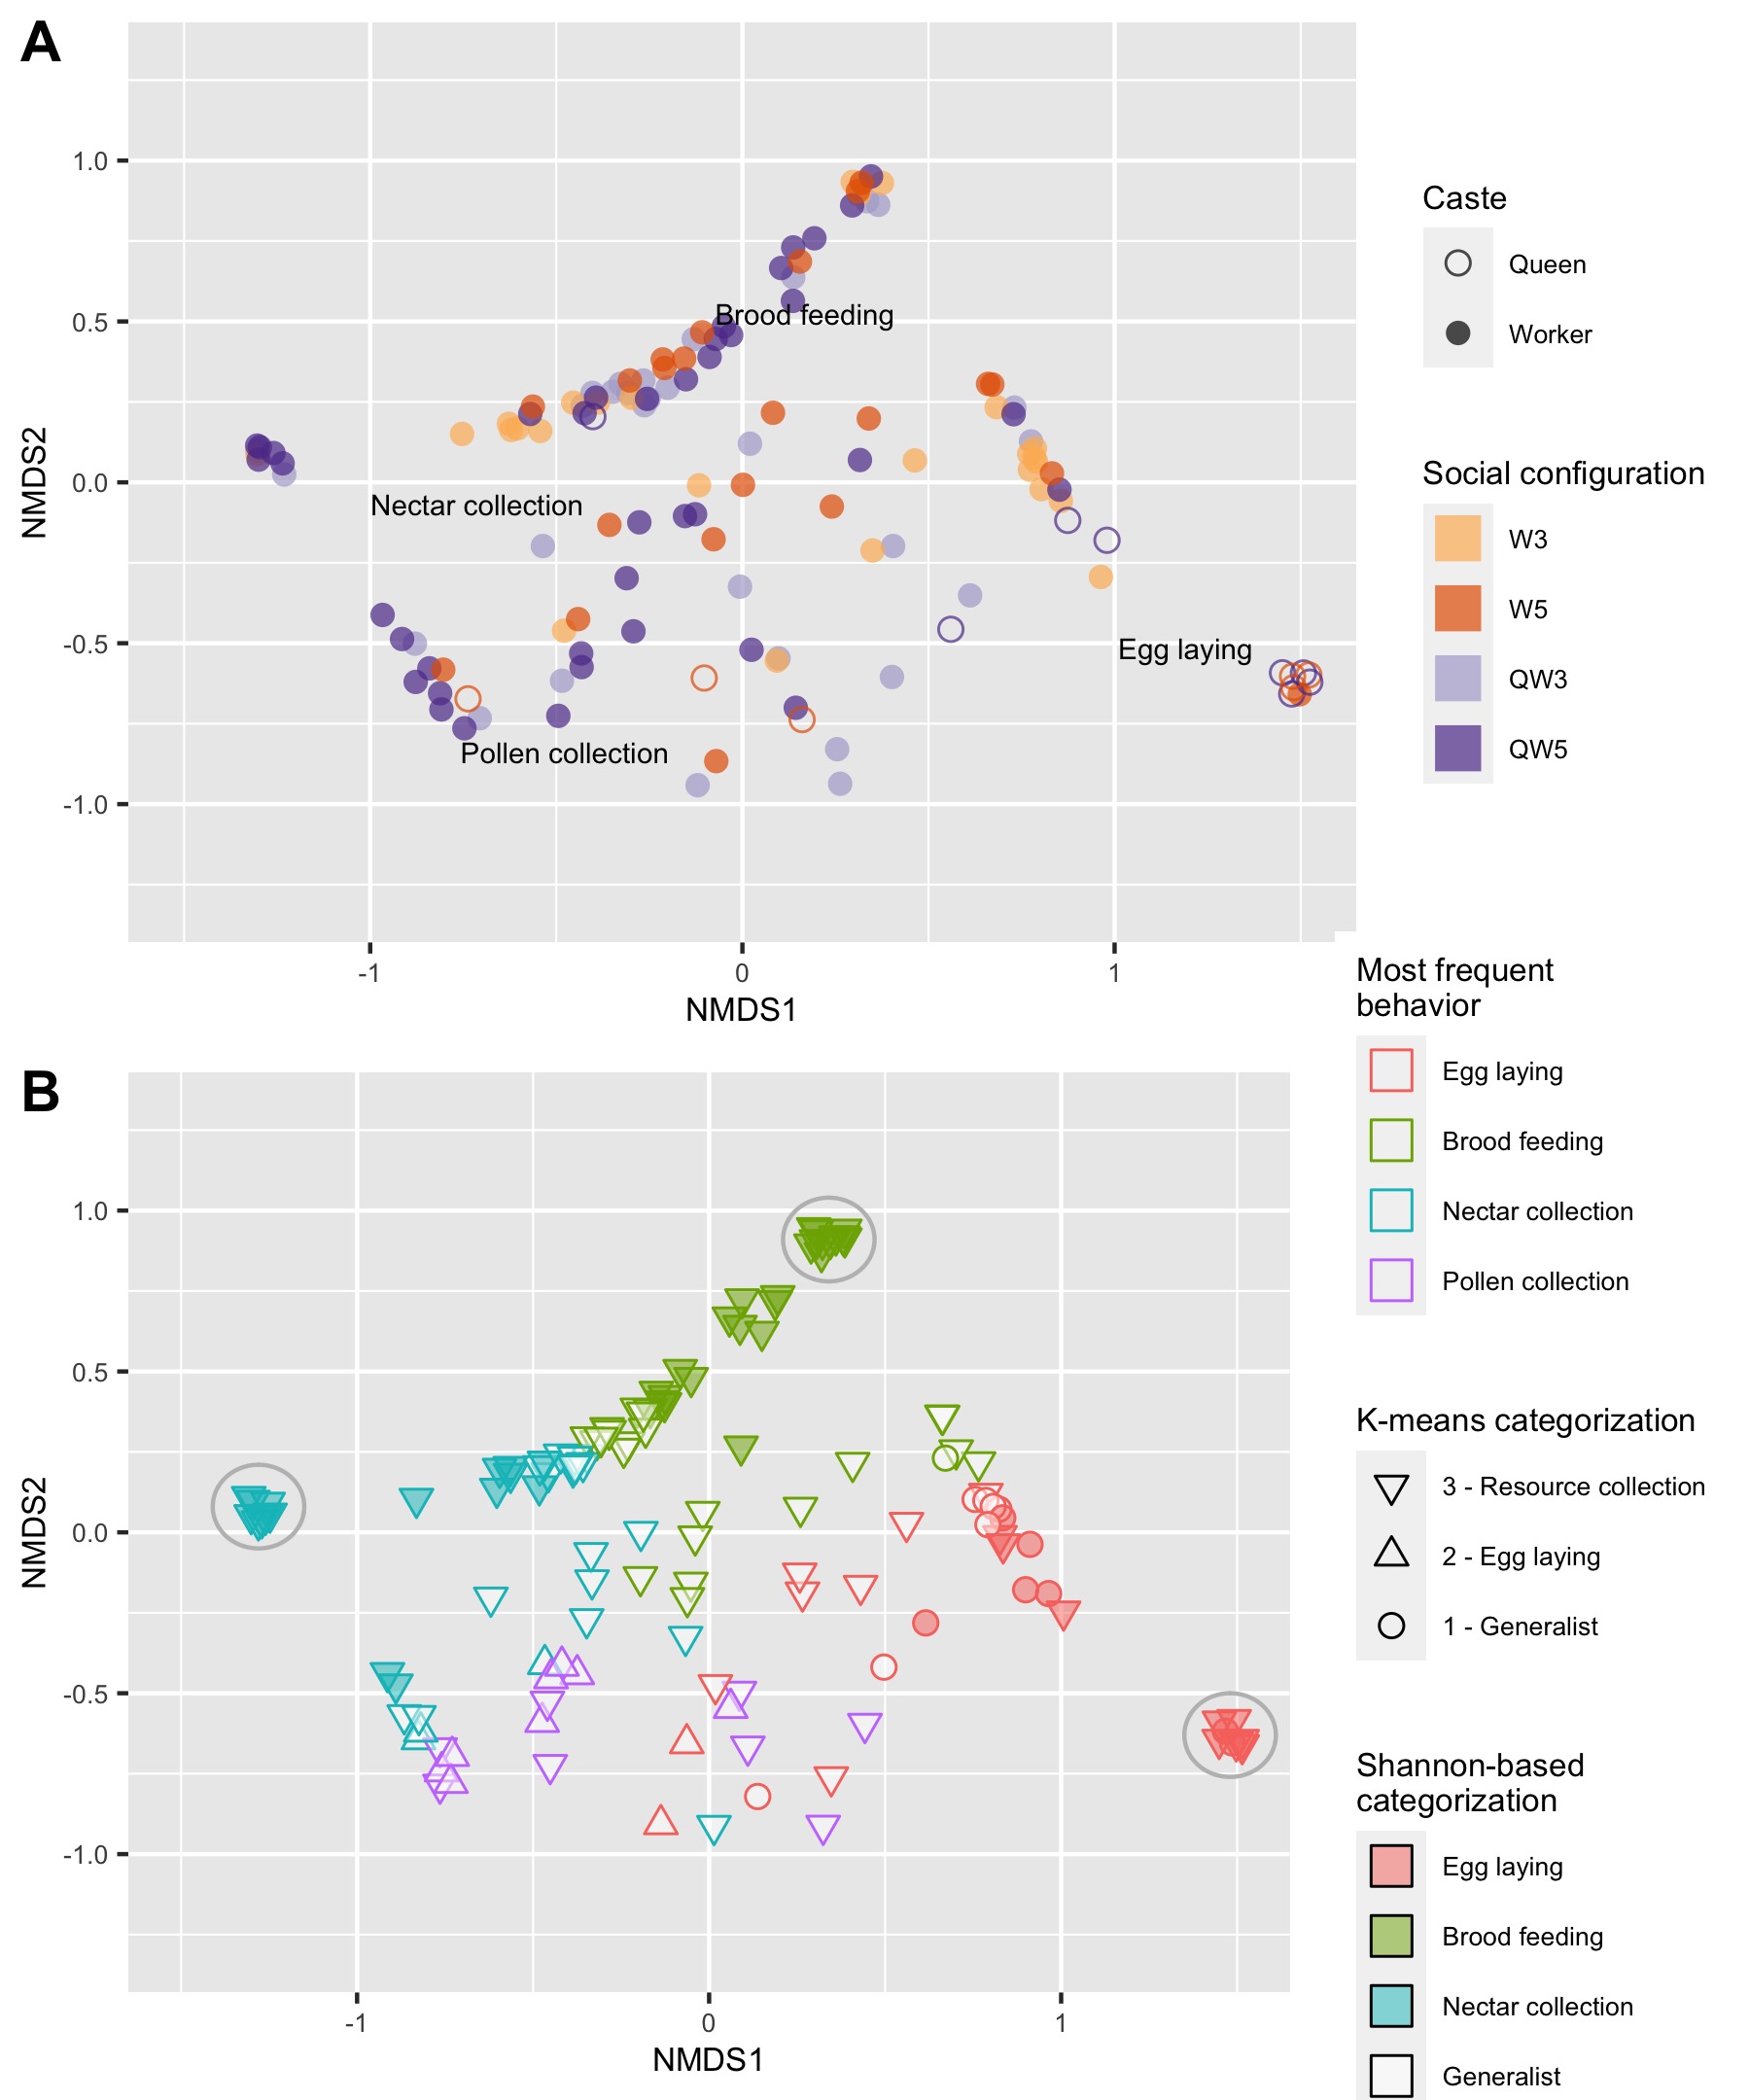 A
1.0
0.5
0.0
-0.5
-1.0
NMDS2
Brood feeding
Nectar collection
Egg laying
Pollen collection
-1
0
1
NMDS1
Caste
Queen
Worker
Social configuration
W3
W5
QW3
QW5
B
1.0
0.5
0.0
-0.5
-1.0
NMDS2
-1
0
1
NMDS1
Most frequent
behavior
Egg laying
Brood feeding
Nectar collection
Pollen collection
K-means categorization
3 - Resource collection
2 - Egg laying
1 - Generalist
Shannon-based
categorization
Egg laying
Brood feeding
Nectar collection
Generalist